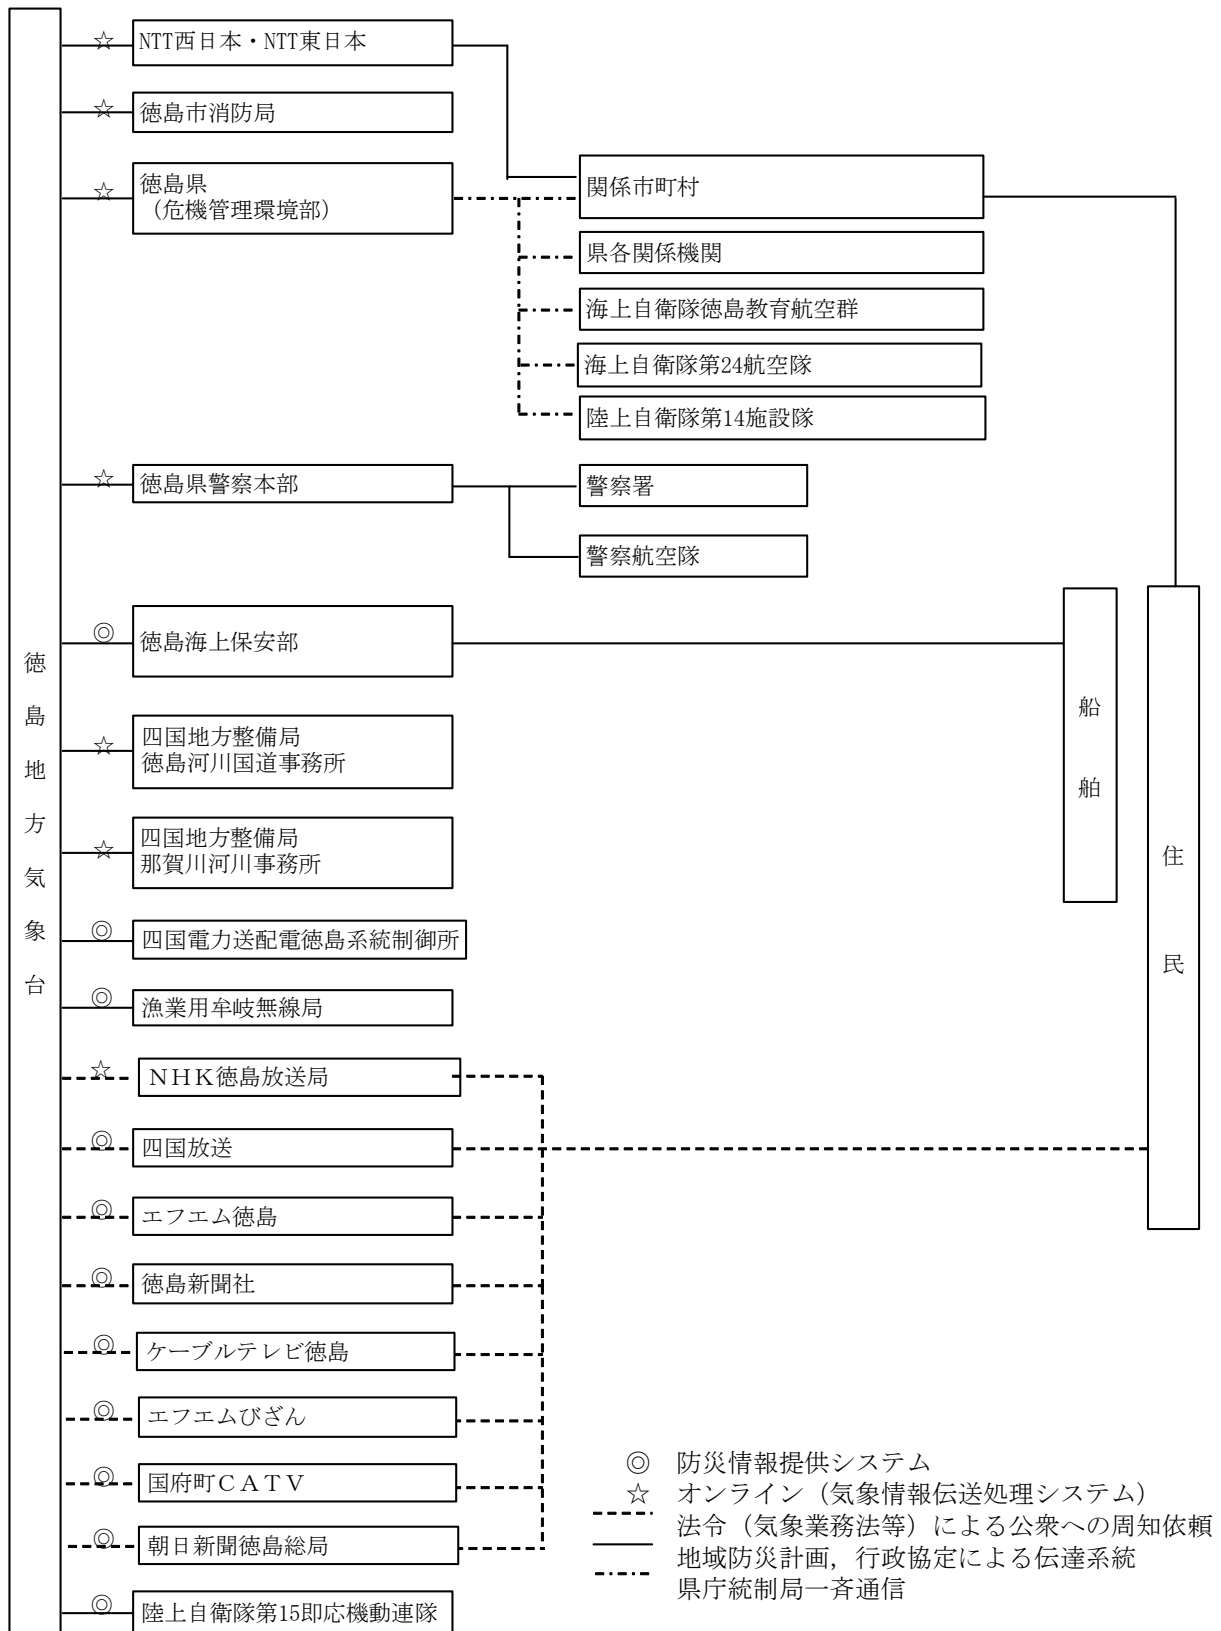 ☆ NTT西日本・NTT東日本
☆ 徳島市消防局
☆ 徳島県
（危機管理環境部）
関係市町村
県各関係機関
海上自衛隊徳島教育航空群
海上自衛隊第24航空隊
陸上自衛隊第14施設隊
☆ 徳島県警察本部
警察署
警察航空隊
◎ 徳島海上保安部
徳島地方気象台
船舶
住民
☆ 四国地方整備局
徳島河川国道事務所
☆ 四国地方整備局
那賀川河川事務所
◎ 四国電力送配電徳島系統制御所
◎ 漁業用牟岐無線局
☆ ＮＨＫ徳島放送局
◎ 四国放送
◎ エフエム徳島
◎ 徳島新聞社
◎ ケーブルテレビ徳島
◎ エフエムびざん
◎ 国府町ＣＡＴＶ
◎ 朝日新聞徳島総局
◎ 陸上自衛隊第15即応機動連隊
◎ 防災情報提供システム
☆ オンライン（気象情報伝送処理システム）
法令（気象業務法等）による公衆への周知依頼
地域防災計画，行政協定による伝達系統
県庁統制局一斉通信